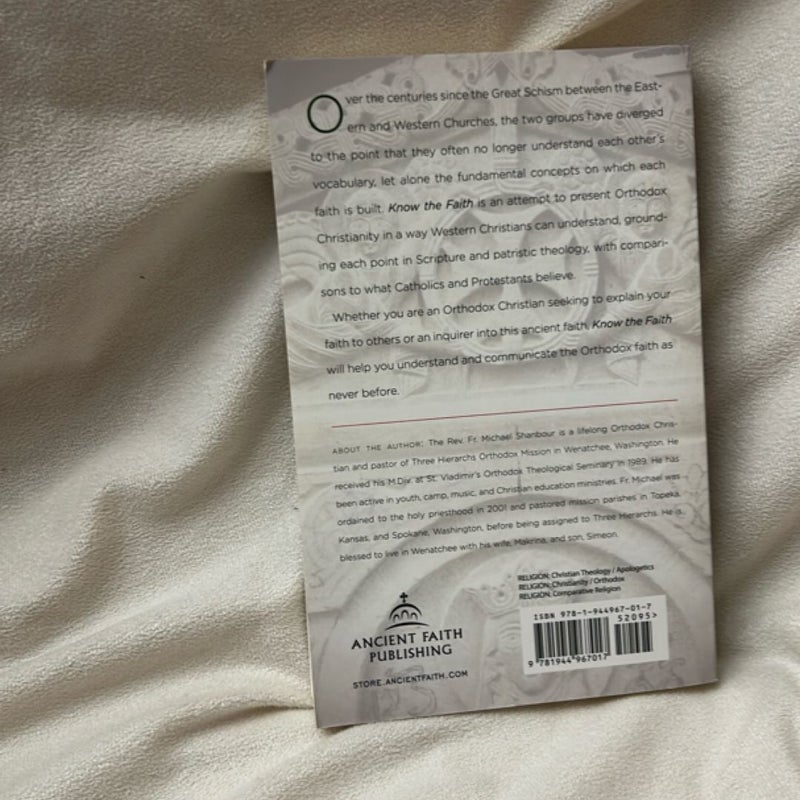 Over the centuries since the Great Schism between the East-
ern and Western Churches, the two groups have diverged
to the point that they often no longer understand each other's
vocabulary, let alone the fundamental concepts on which each
faith is built. Know the Faith is an attempt to present Orthodox
Christianity in a way Western Christians can understand, ground-
ing each point in Scripture and patristic theology, with compari-
sons to what Catholics and Protestants believe.
Whether you are an Orthodox Christian seeking to explain your
faith to others or an inquirer into this ancient faith, Know the Faith
will help you understand and communicate the Orthodox faith as
never before.
ABOUT THE AUTHOR: The Rev. Fr. Michael Shanbour is a lifelong Orthodox Chris-
tian and pastor of Three Hierarchs Orthodox Mission in Wenatchee, Washington. He
received his M.Div. at St. Vladimir's Orthodox Theological Seminary in 1989. He has
been active in youth, camp, music, and Christian education ministries. Fr. Michael was
ordained to the holy priesthood in 2001 and pastored mission parishes in Topeka,
Kansas, and Spokane, Washington, before being assigned to Three Hierarchs. He is
blessed to live in Wenatchee with his wife, Makrina, and son, Simeon.
RELIGION: Christian Theology / Apologetics
RELIGION: Christianity / Orthodox
RELIGION: Comparative Religion
ISBN 978-1-944967-01-7
52095>
9 781944 967017
ANCIENT FAITH
PUBLISHING
STORE.ANCIENTFAITH.COM